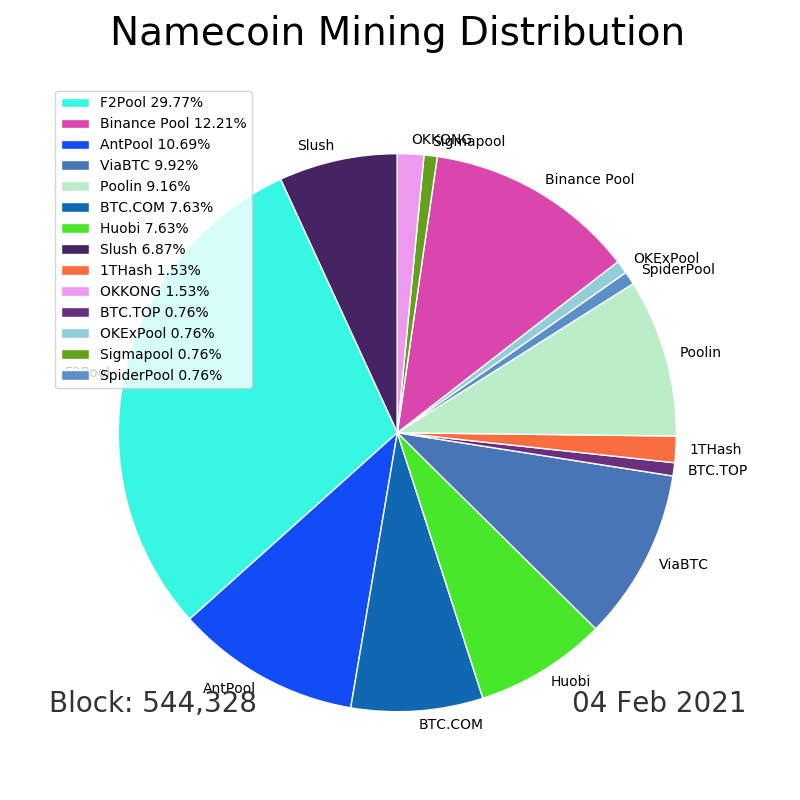 Namecoin Mining Distribution
F2Pool 29.77%
Binance Pool 12.21%
AntPool 10.69%
ViaBTC 9.92%
Poolin 9.16%
BTC.COM 7.63%
Huobi 7.63%
Slush 6.87%
1THash 1.53%
OKKONG 1.53%
BTC.TOP 0.76%
OKExPool 0.76%
Sigmapool 0.76%
SpiderPool 0.76%
OKKONG
Sigmapool
Slush
Binance Pool
OKExPool
SpiderPool
Poolin
F2Pool
1THash
BTC.TOP
ViaBTC
Huobi
AntPool
BTC.COM
Block: 544,328
04 Feb 2021